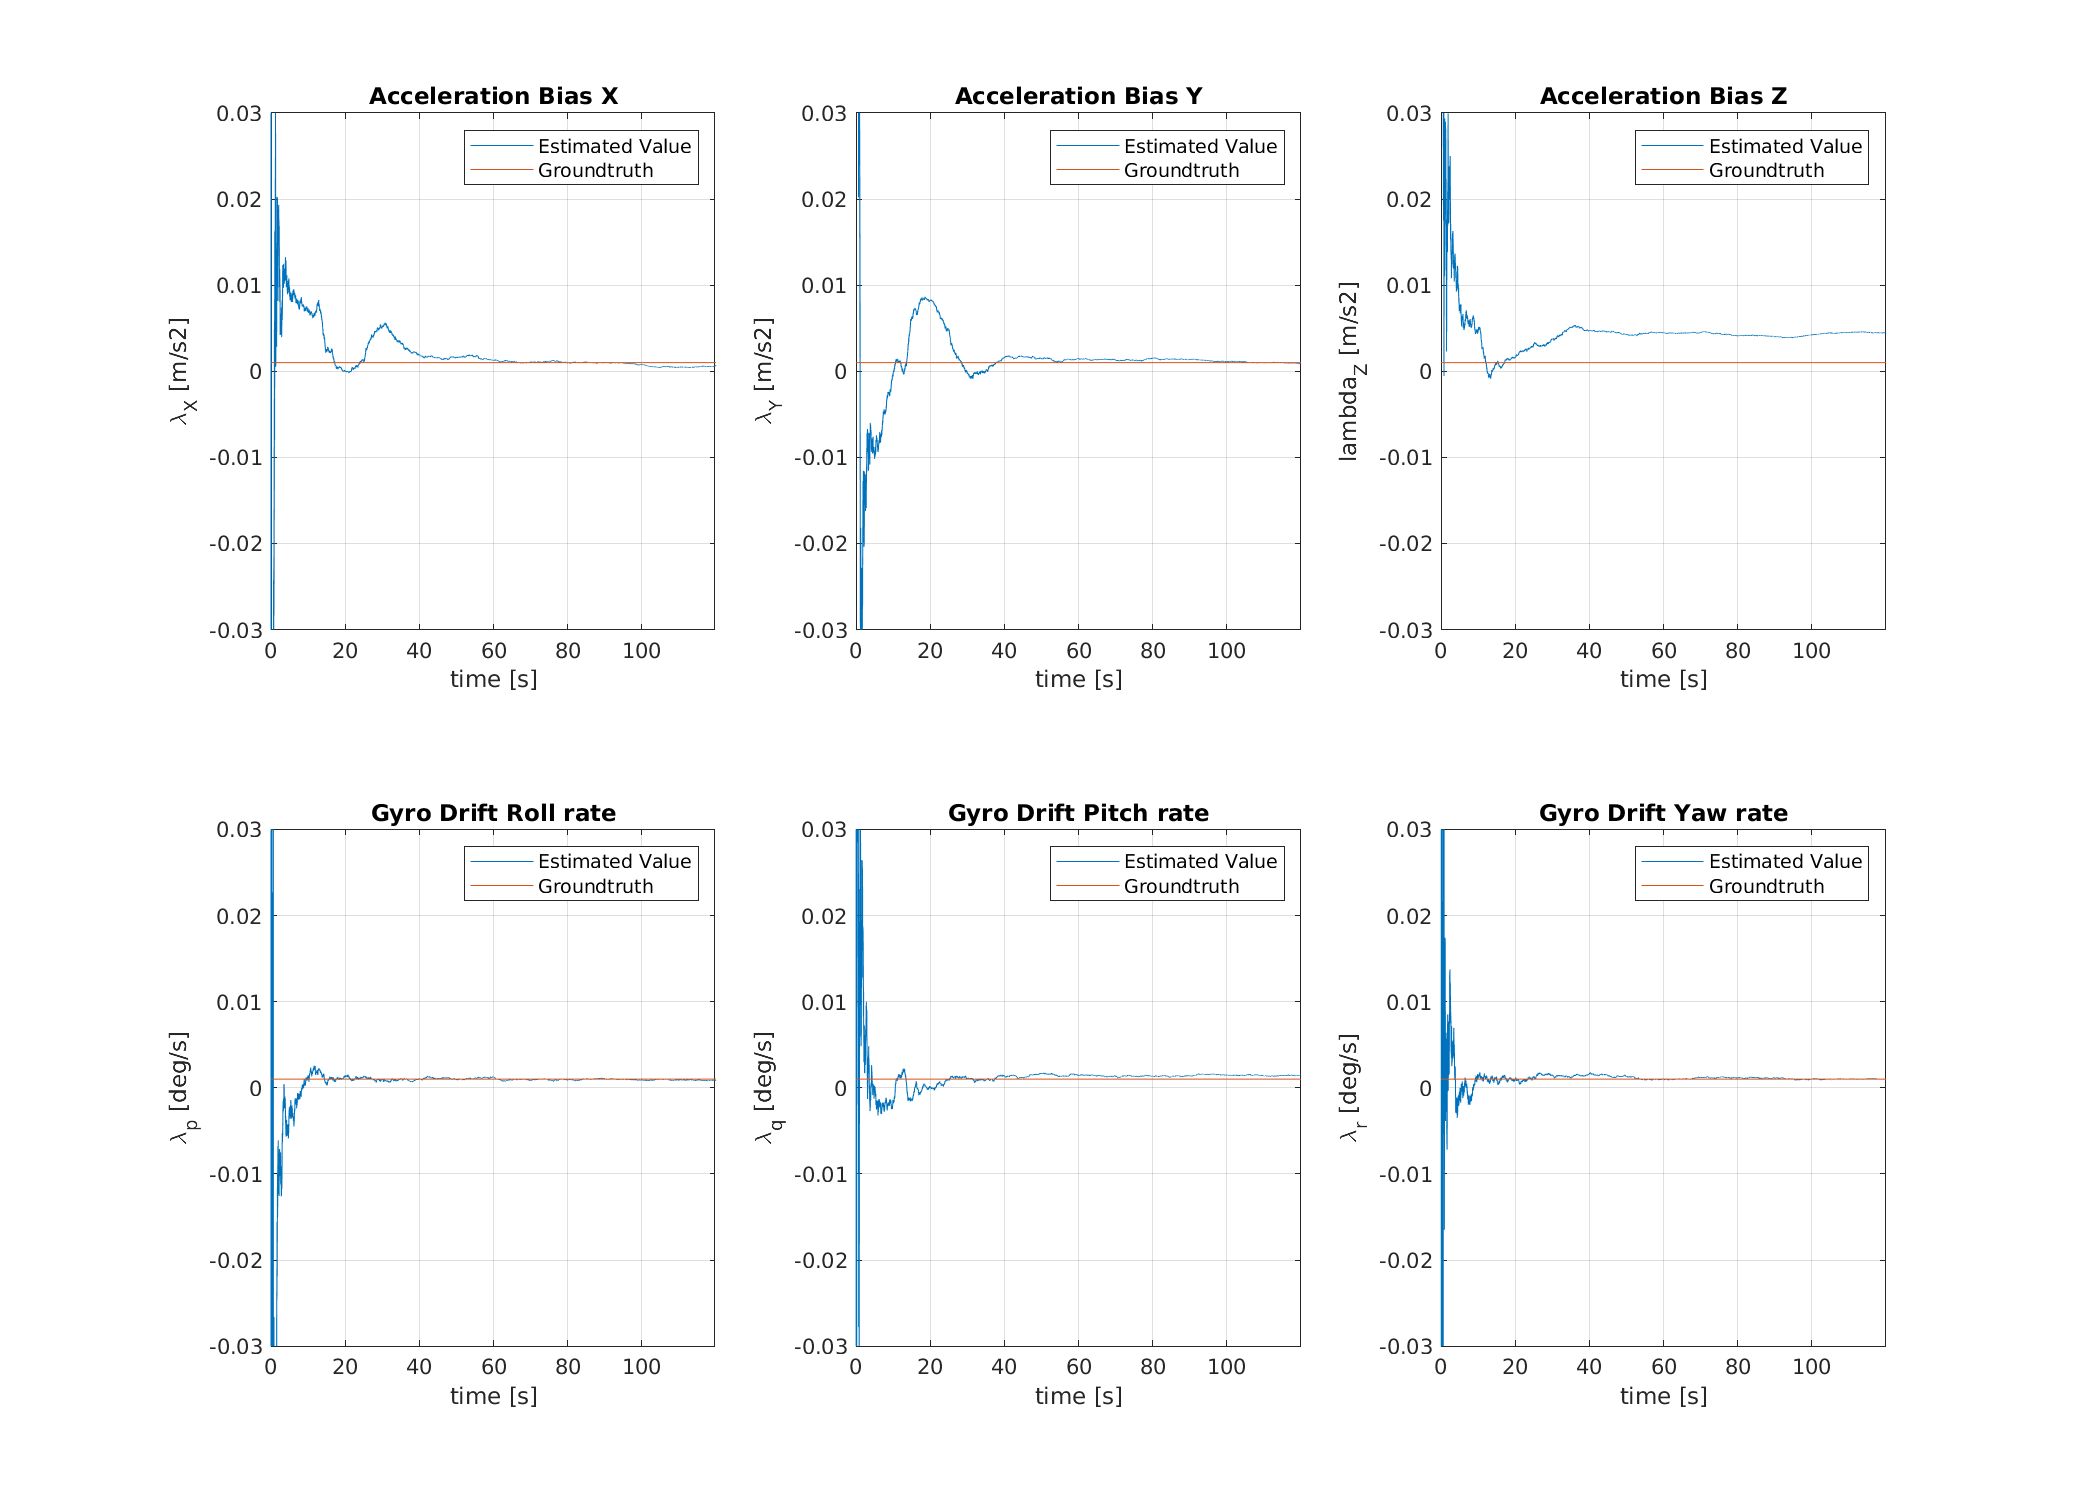 Acceleration Bias X
Acceleration Bias Y
Acceleration Bias Z
0.03
0.02
0.01
0
-0.01
-0.02
-0.03
λX [m/s2]
Estimated Value
Groundtruth
0 20 40 60 80 100
time [s]
0.03
0.02
0.01
0
-0.01
-0.02
-0.03
λY [m/s2]
Estimated Value
Groundtruth
0 20 40 60 80 100
time [s]
0.03
0.02
0.01
0
-0.01
-0.02
-0.03
lambdaZ [m/s2]
Estimated Value
Groundtruth
0 20 40 60 80 100
time [s]
Gyro Drift Roll rate
Gyro Drift Pitch rate
Gyro Drift Yaw rate
0.03
0.02
0.01
0
-0.01
-0.02
-0.03
λp [deg/s]
Estimated Value
Groundtruth
0 20 40 60 80 100
time [s]
0.03
0.02
0.01
0
-0.01
-0.02
-0.03
λq [deg/s]
Estimated Value
Groundtruth
0 20 40 60 80 100
time [s]
0.03
0.02
0.01
0
-0.01
-0.02
-0.03
λr [deg/s]
Estimated Value
Groundtruth
0 20 40 60 80 100
time [s]